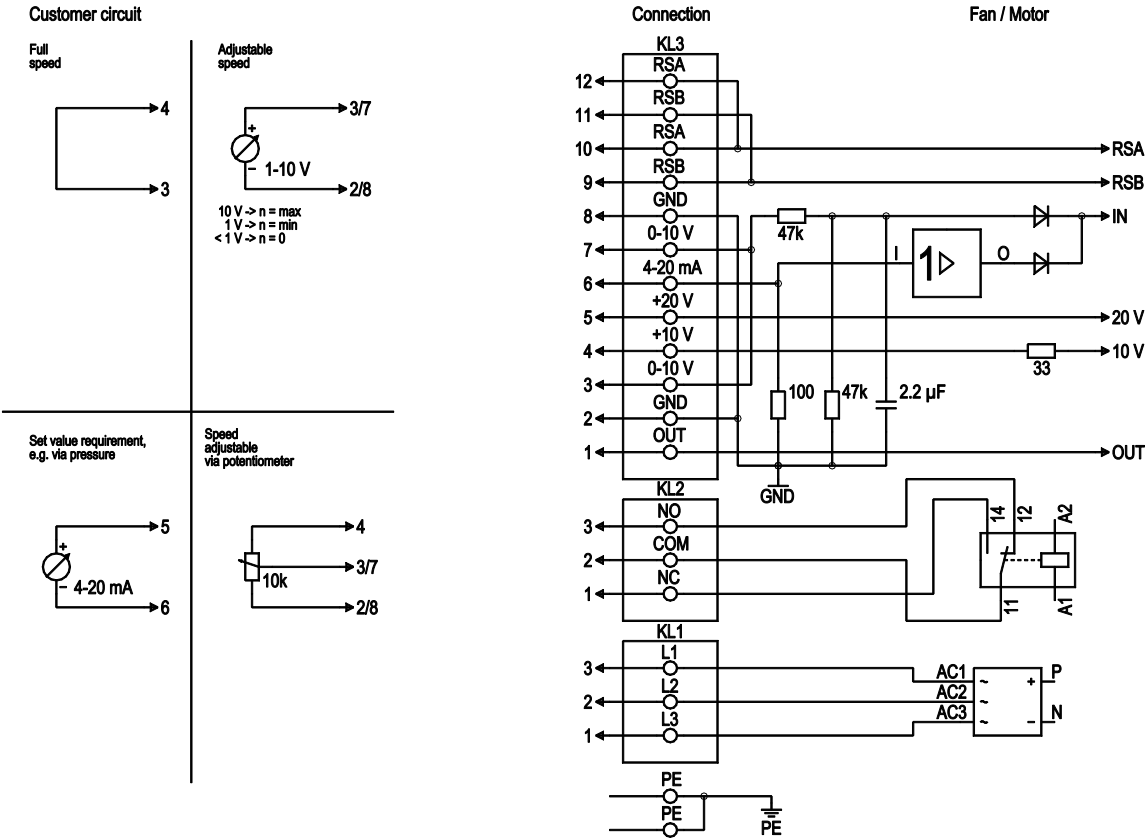 Customer circuit
Connection
Fan / Motor
Full
speed
4
3
Adjustable
speed
3/7
+
−
1-10 V
2/8
10 V -> n = max
1 V -> n = min
< 1 V -> n = 0
Set value requirement,
e.g. via pressure
5
+
−
4-20 mA
6
Speed
adjustable
via potentiometer
4
3/7
10k
2/8
KL3
12 RSA
11 RSB
10 RSA RSA
9 RSB RSB
8 GND 47k IN
7 0-10 V
6 4-20 mA I 1 O
5 +20 V 20 V
4 +10 V 33 10 V
3 0-10 V
100 47k 2.2 µF
2 GND
1 OUT OUT
GND
KL2
3 NO
2 COM
1 NC
14 12 A2
11 A1
KL1
3 L1 AC1 ~ + P
2 L2 AC2 ~
1 L3 AC3 ~ − N
PE
PE
PE